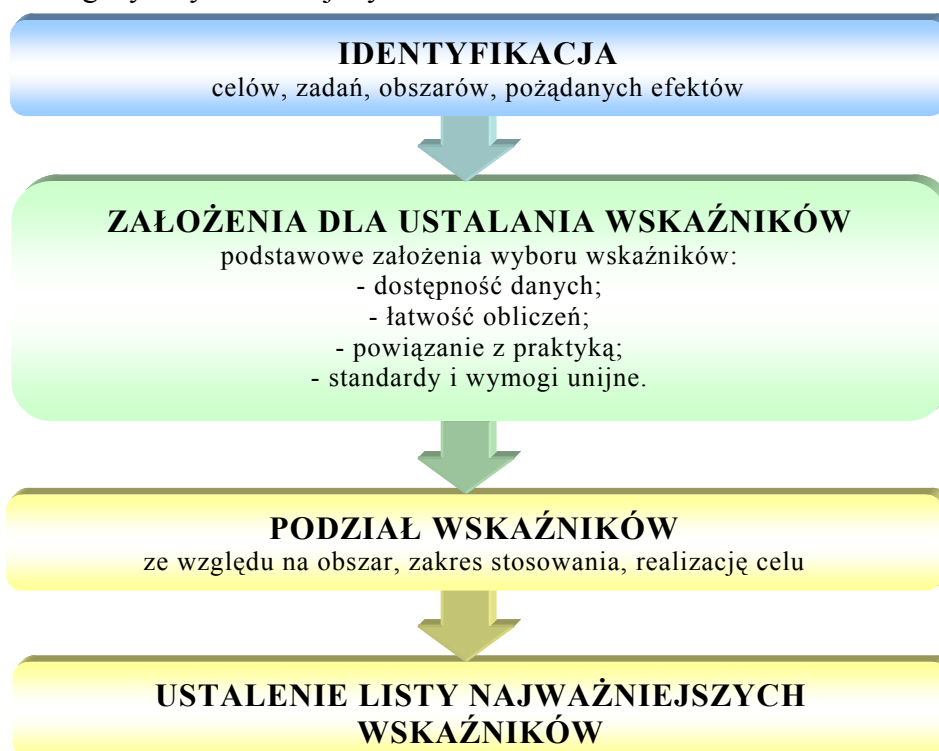 IDENTYFIKACJA
celów, zadań, obszarów, pożądanych efektów
ZAŁOŻENIA DLA USTALANIA WSKAŹNIKÓW
podstawowe założenia wyboru wskaźników:
- dostępność danych;
- łatwość obliczeń;
- powiązanie z praktyką;
- standardy i wymogi unijne.
PODZIAŁ WSKAŹNIKÓW
ze względu na obszar, zakres stosowania, realizację celu
USTALENIE LISTY NAJWAŻNIEJSZYCH
WSKAŹNIKÓW